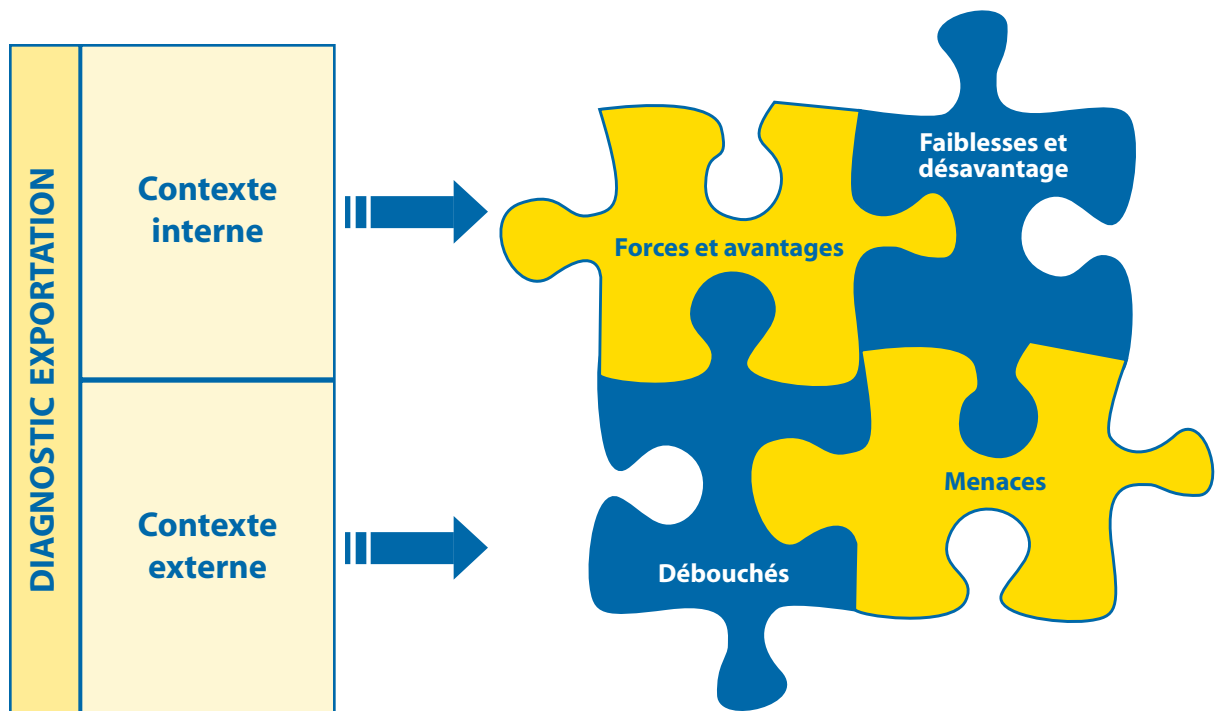 DIAGNOSTIC EXPORTATION
Contexte
interne
Forces et avantages
Faiblesses et
désavantage
Contexte
externe
Débouchés
Menaces